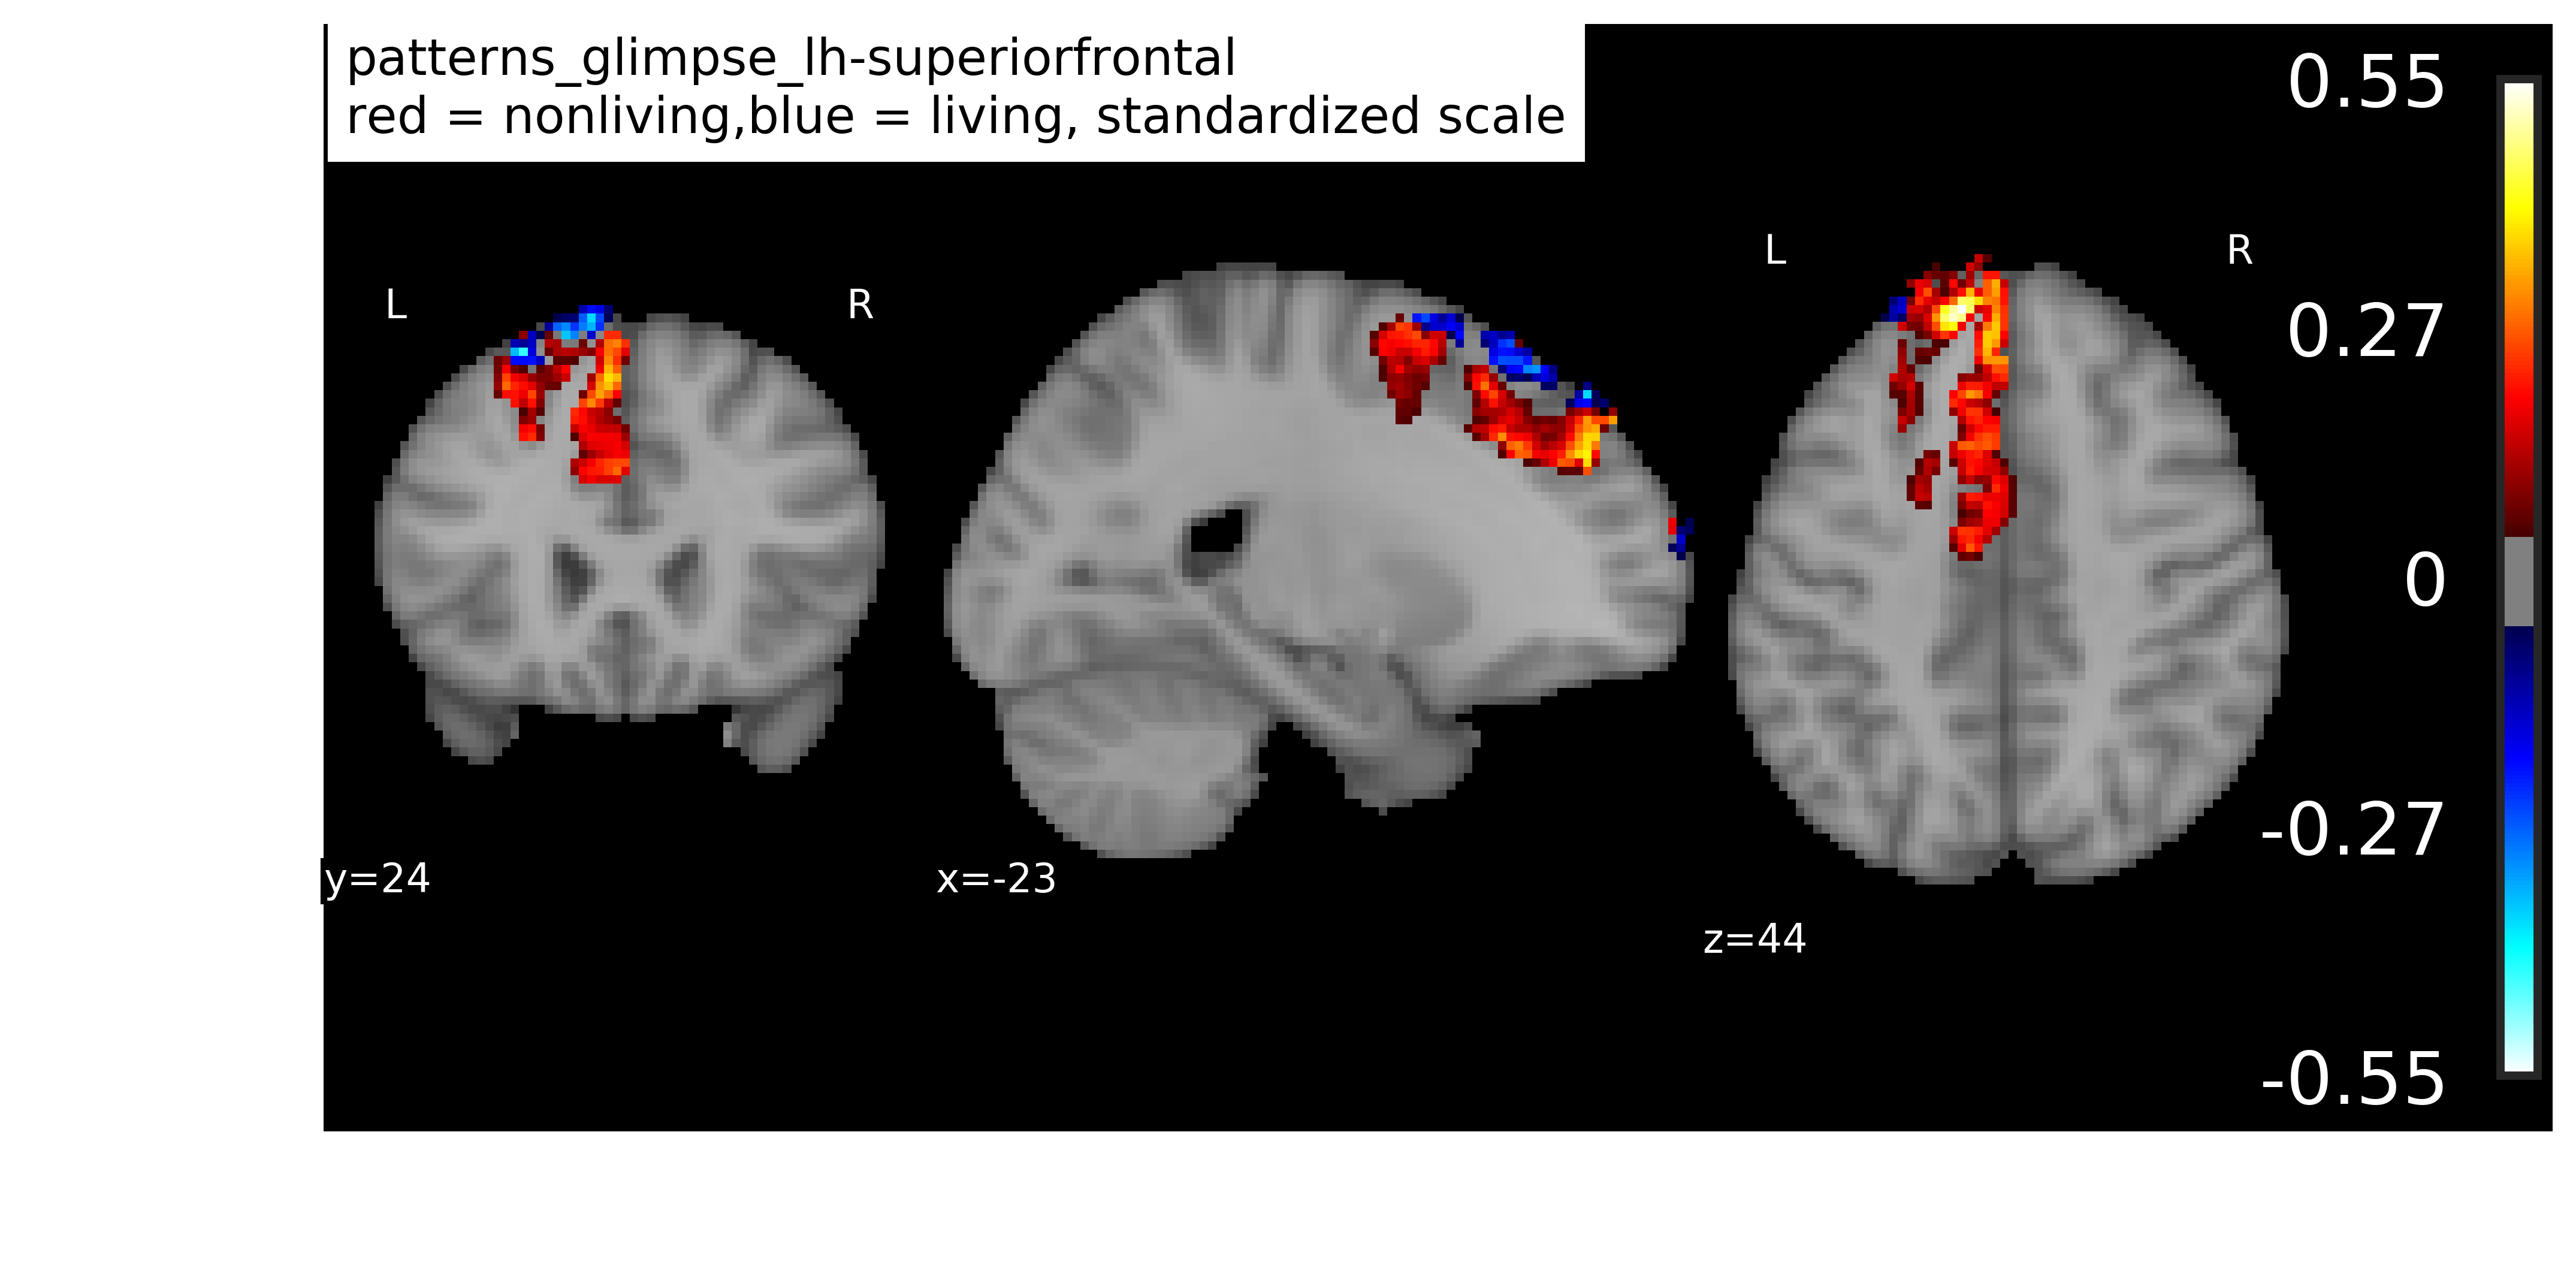 patterns_glimpse_lh-superiorfrontal
red = nonliving,blue = living, standardized scale
L
R
L
R
y=24
x=-23
z=44
0.55
0.27
0
-0.27
-0.55